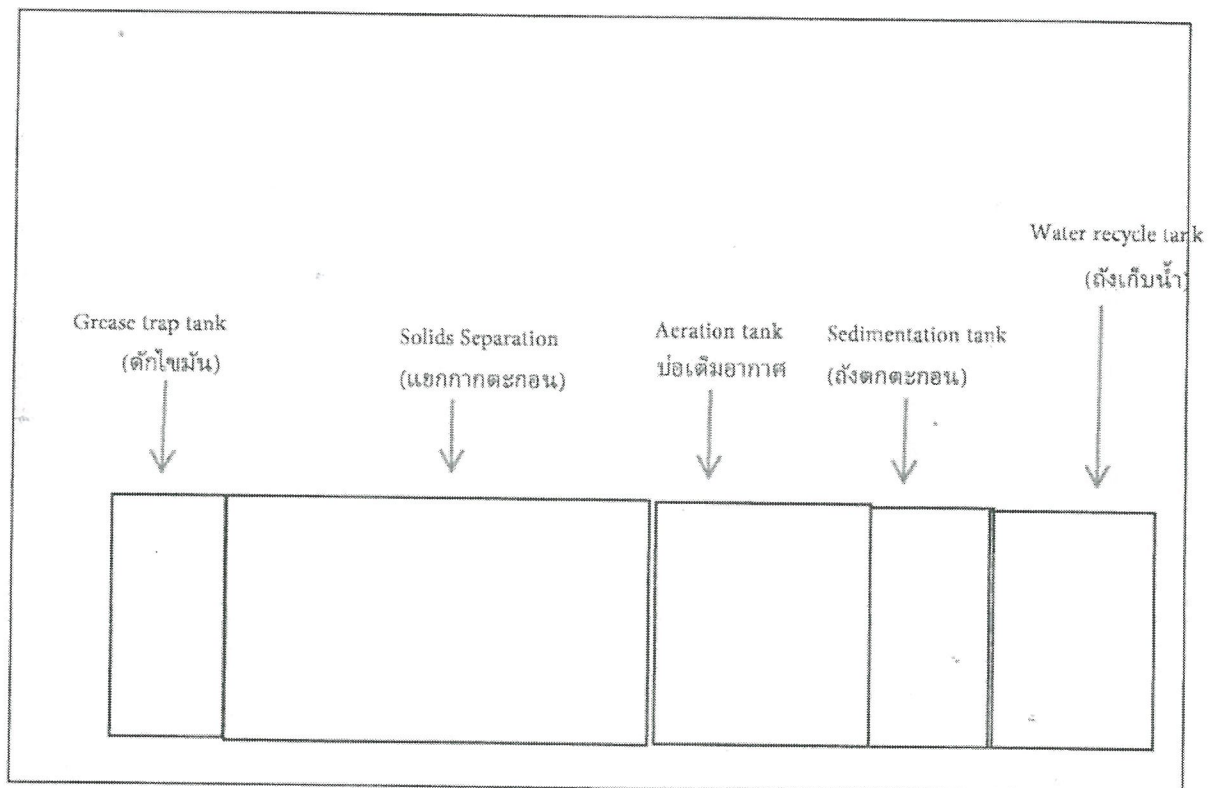 Water recycle tank
(ถังเก็บน้ำ)
Grease trap tank
(ดักไขมัน)
Solids Separation
(แยกกากตะกอน)
Aeration tank
บ่อเติมอากาศ
Sedimentation tank
(ถังตกตะกอน)